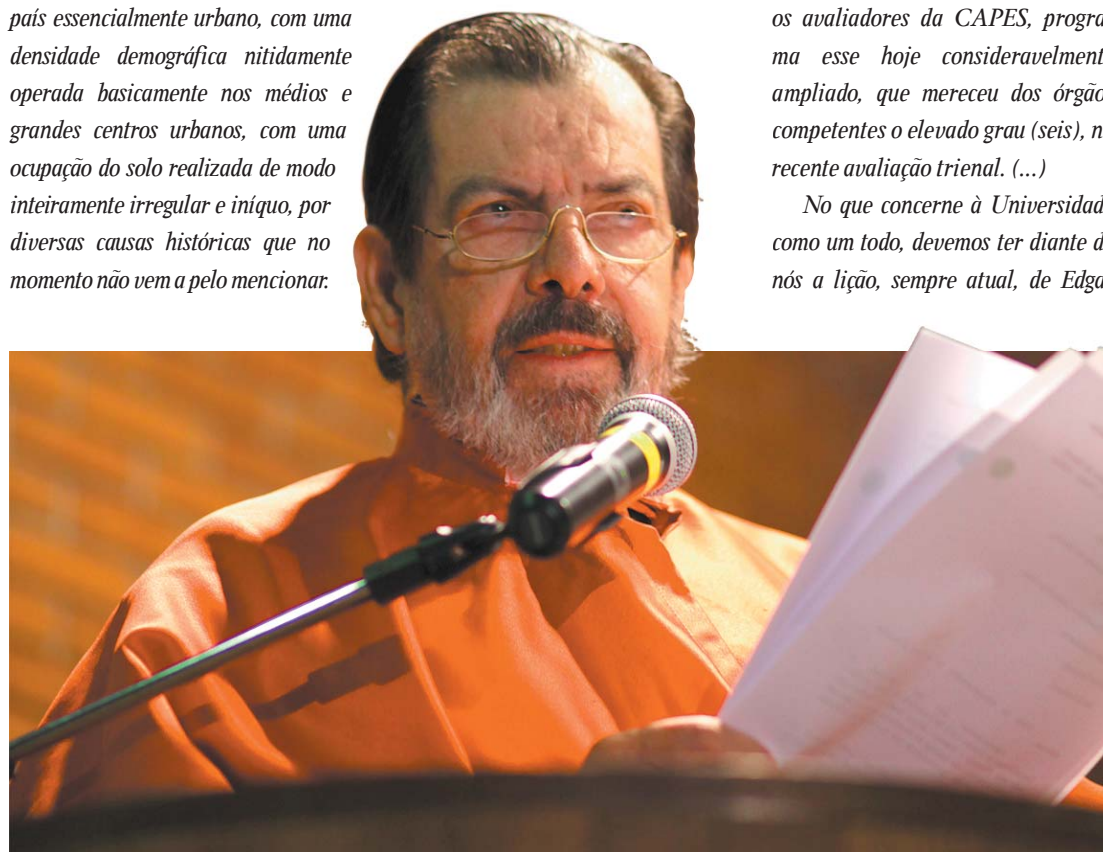 país essencialmente urbano, com uma
densidade demográfica nitidamente
operada basicamente nos médios e
grandes centros urbanos, com uma
ocupação do solo realizada de modo
inteiramente irregular e iníquo, por
diversas causas históricas que no
momento não vem a pelo mencionar.
os avaliadores da CAPES, progra
ma esse hoje consideravelment
ampliado, que mereceu dos órgão
competentes o elevado grau (seis), n
recente avaliação trienal. (...)
No que concerne à Universidad
como um todo, devemos ter diante d
nós a lição, sempre atual, de Edga